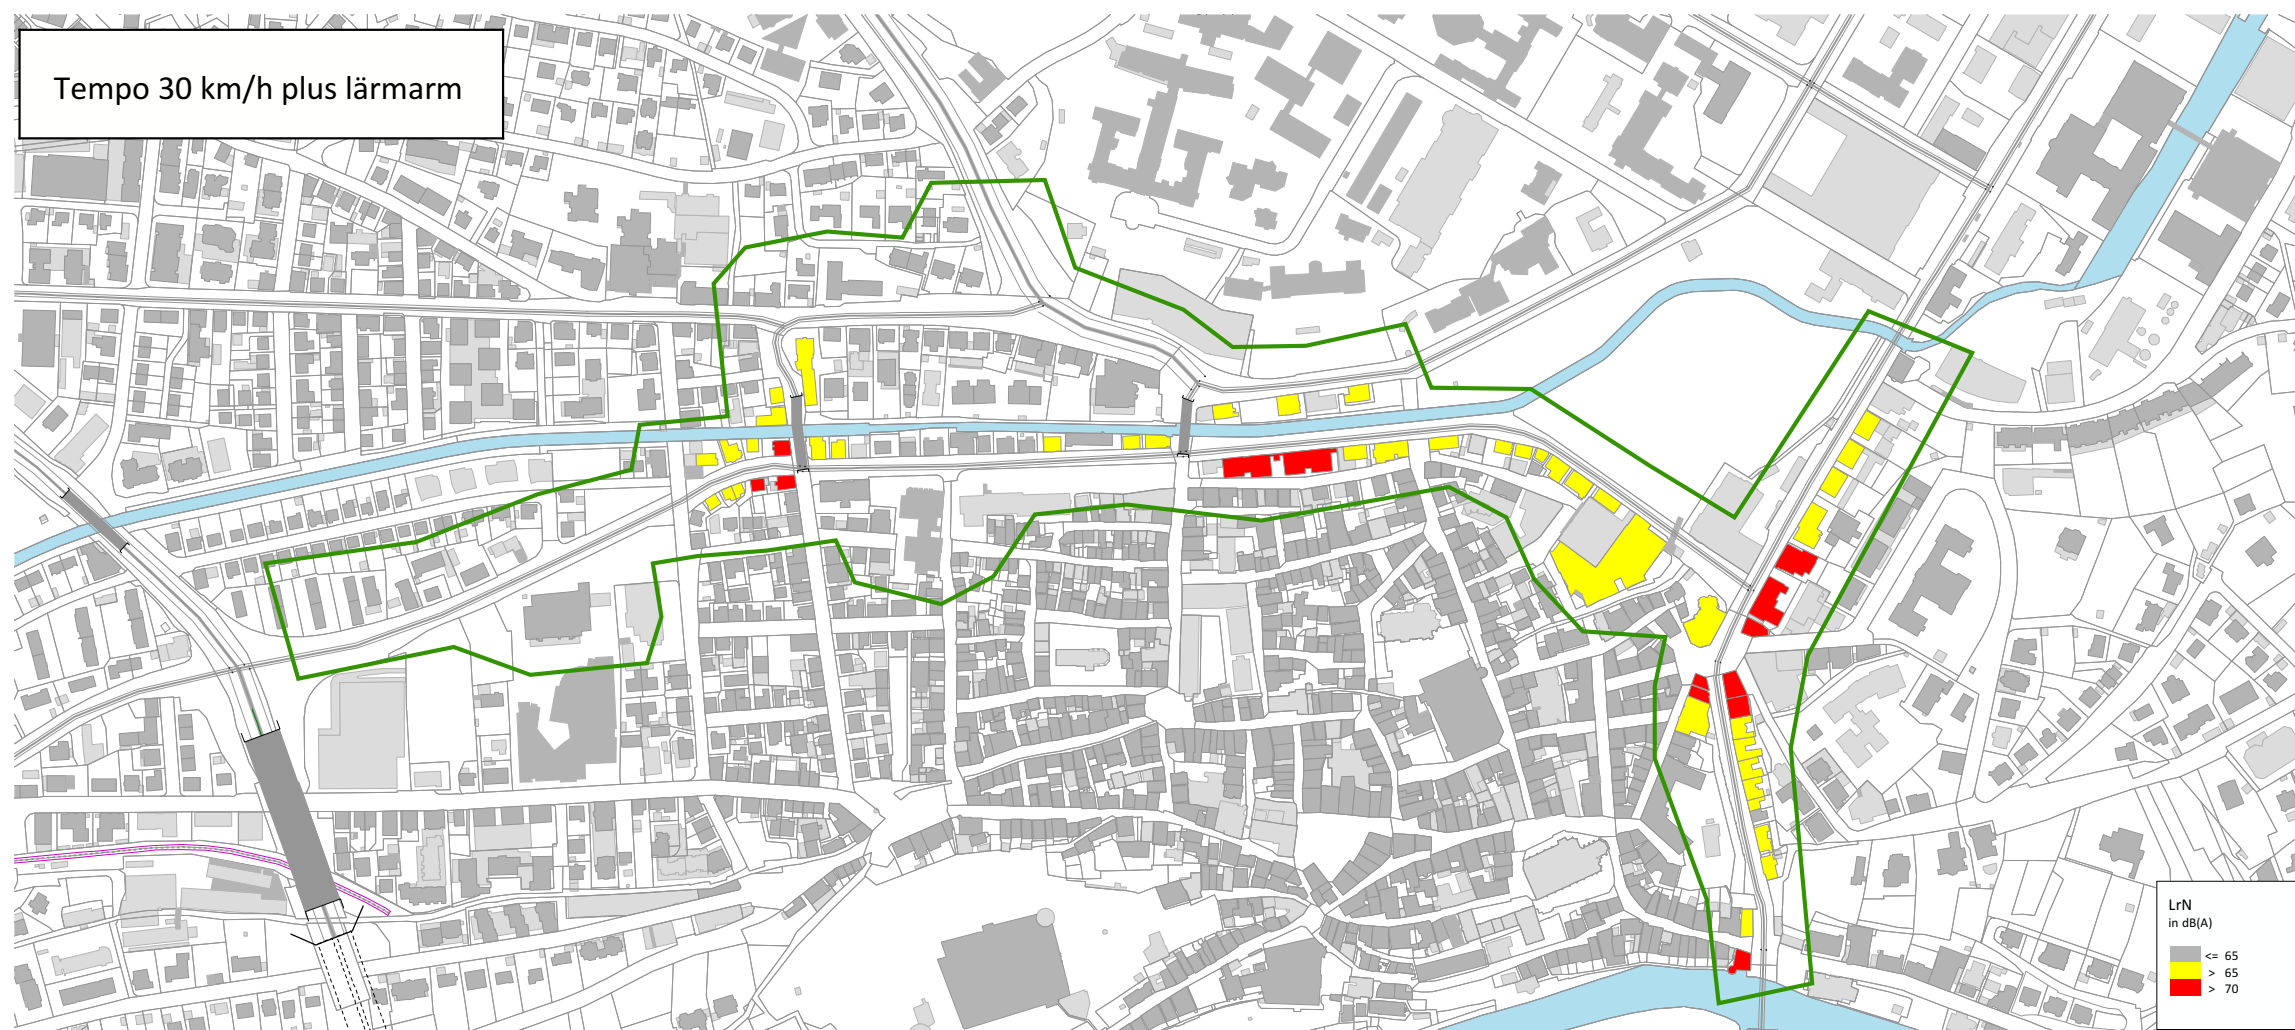 Tempo 30 km/h plus lärmarm
LrN
in dB(A)
<= 65
> 65
> 70